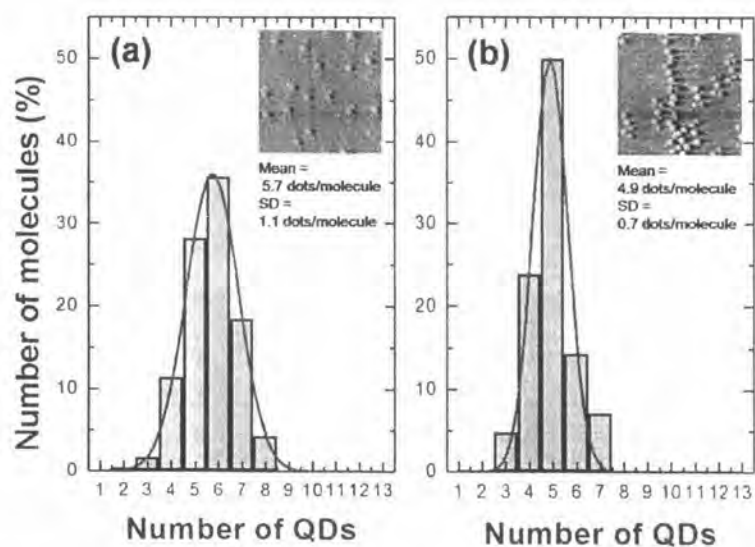 (a)
Mean =
5.7 dots/molecule
SD =
1.1 dots/molecule
Number of molecules (%)
50
40
30
20
10
0
1 2 3 4 5 6 7 8 9 10 11 12 13
Number of QDs
(b)
Mean =
4.9 dots/molecule
SD =
0.7 dots/molecule
50
40
30
20
10
0
1 2 3 4 5 6 7 8 9 10 11 12 13
Number of QDs